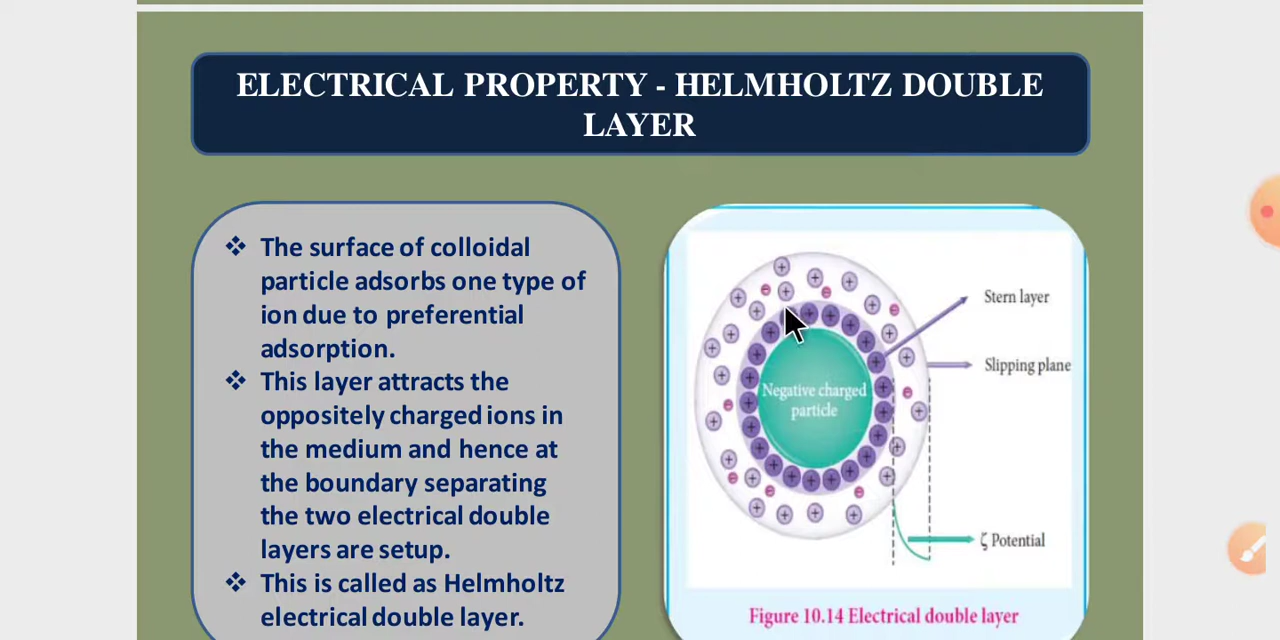 ELECTRICAL PROPERTY - HELMHOLTZ DOUBLE
LAYER
❖ The surface of colloidal
particle adsorbs one type of
ion due to preferential
adsorption.
❖ This layer attracts the
oppositely charged ions in
the medium and hence at
the boundary separating
the two electrical double
layers are setup.
❖ This is called as Helmholtz
electrical double layer.
Stern layer
Slipping plane
Negative charged
particle
ζ Potential
Figure 10.14 Electrical double layer